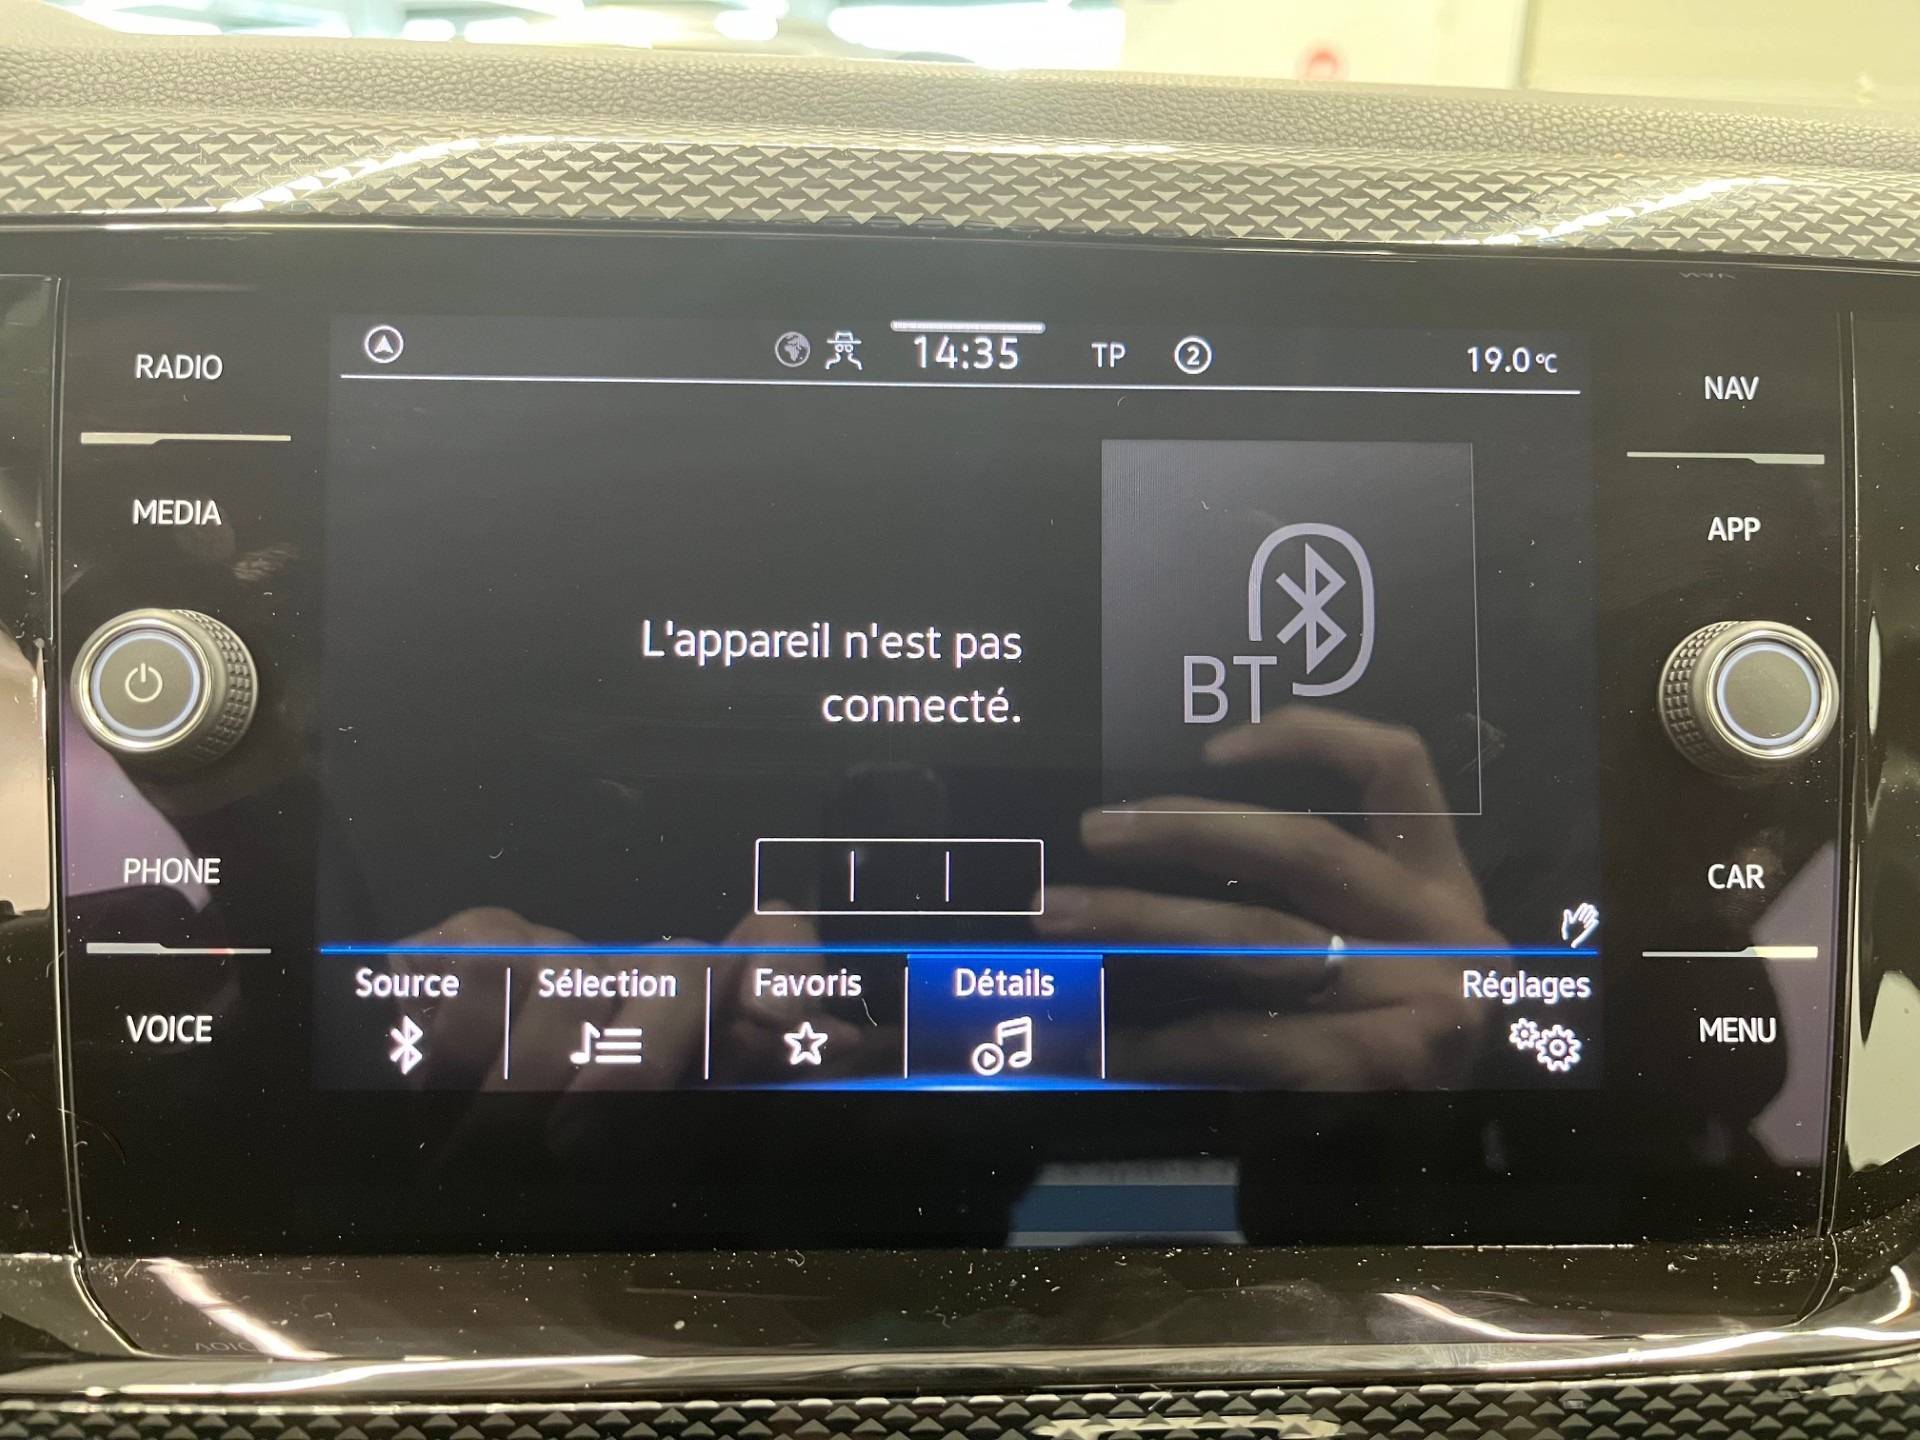 RADIO
MEDIA
PHONE
VOICE
14:35 TP 2 19.0 °C
L'appareil n'est pas
connecté.
BT
Source Sélection Favoris Détails Réglages
NAV
APP
CAR
MENU